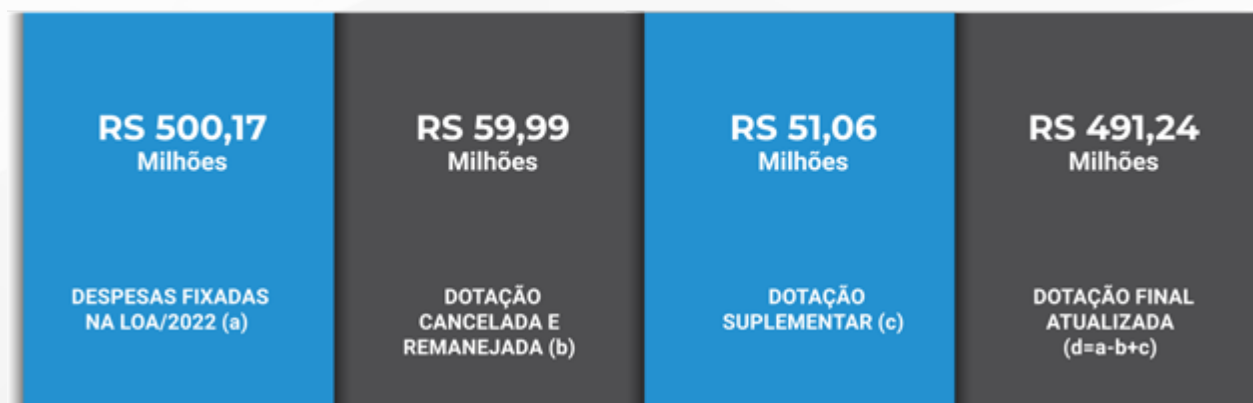 RS 500,17
Milhões
DESPESAS FIXADAS
NA LOA/2022 (a)
RS 59,99
Milhões
DOTAÇÃO
CANCELADA E
REMANEJADA (b)
RS 51,06
Milhões
DOTAÇÃO
SUPLEMENTAR (c)
RS 491,24
Milhões
DOTAÇÃO FINAL
ATUALIZADA
(d=a-b+c)